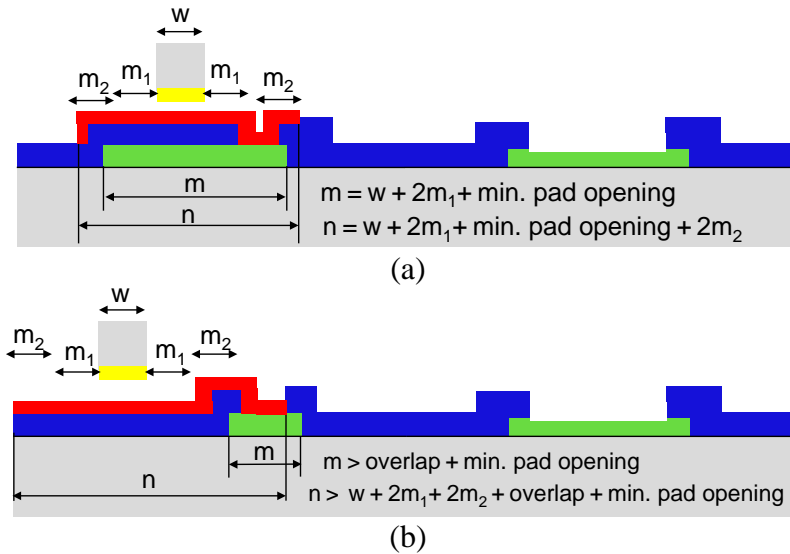 w
m₂ m₁ m₁ m₂
m
n
m = w + 2m₁+ min. pad opening
n = w + 2m₁+ min. pad opening + 2m₂
(a)
w
m₂ m₁ m₁ m₂
m
n
m > overlap + min. pad opening
n > w + 2m₁+ 2m₂ + overlap + min. pad opening
(b)